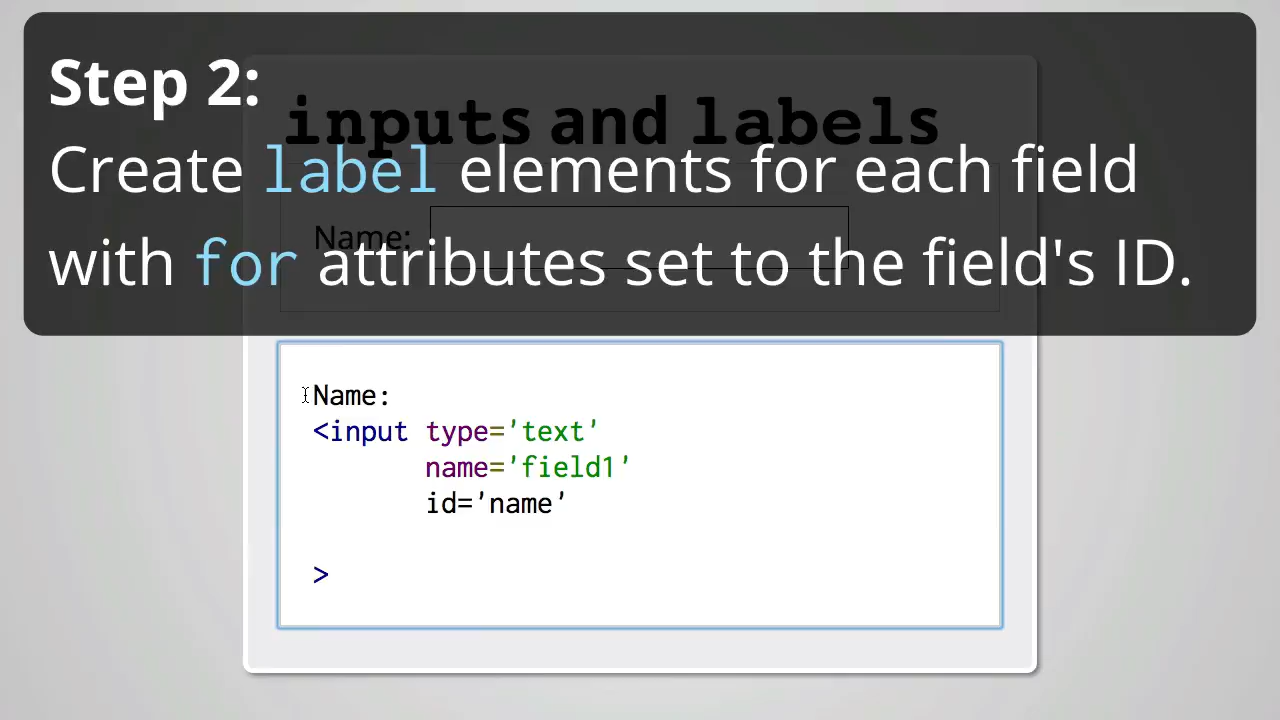 Step 2:
inputs and labels
Create label elements for each field
Name:
with for attributes set to the field's ID.
Name:
<input type='text'
name='field1'
id='name'
>